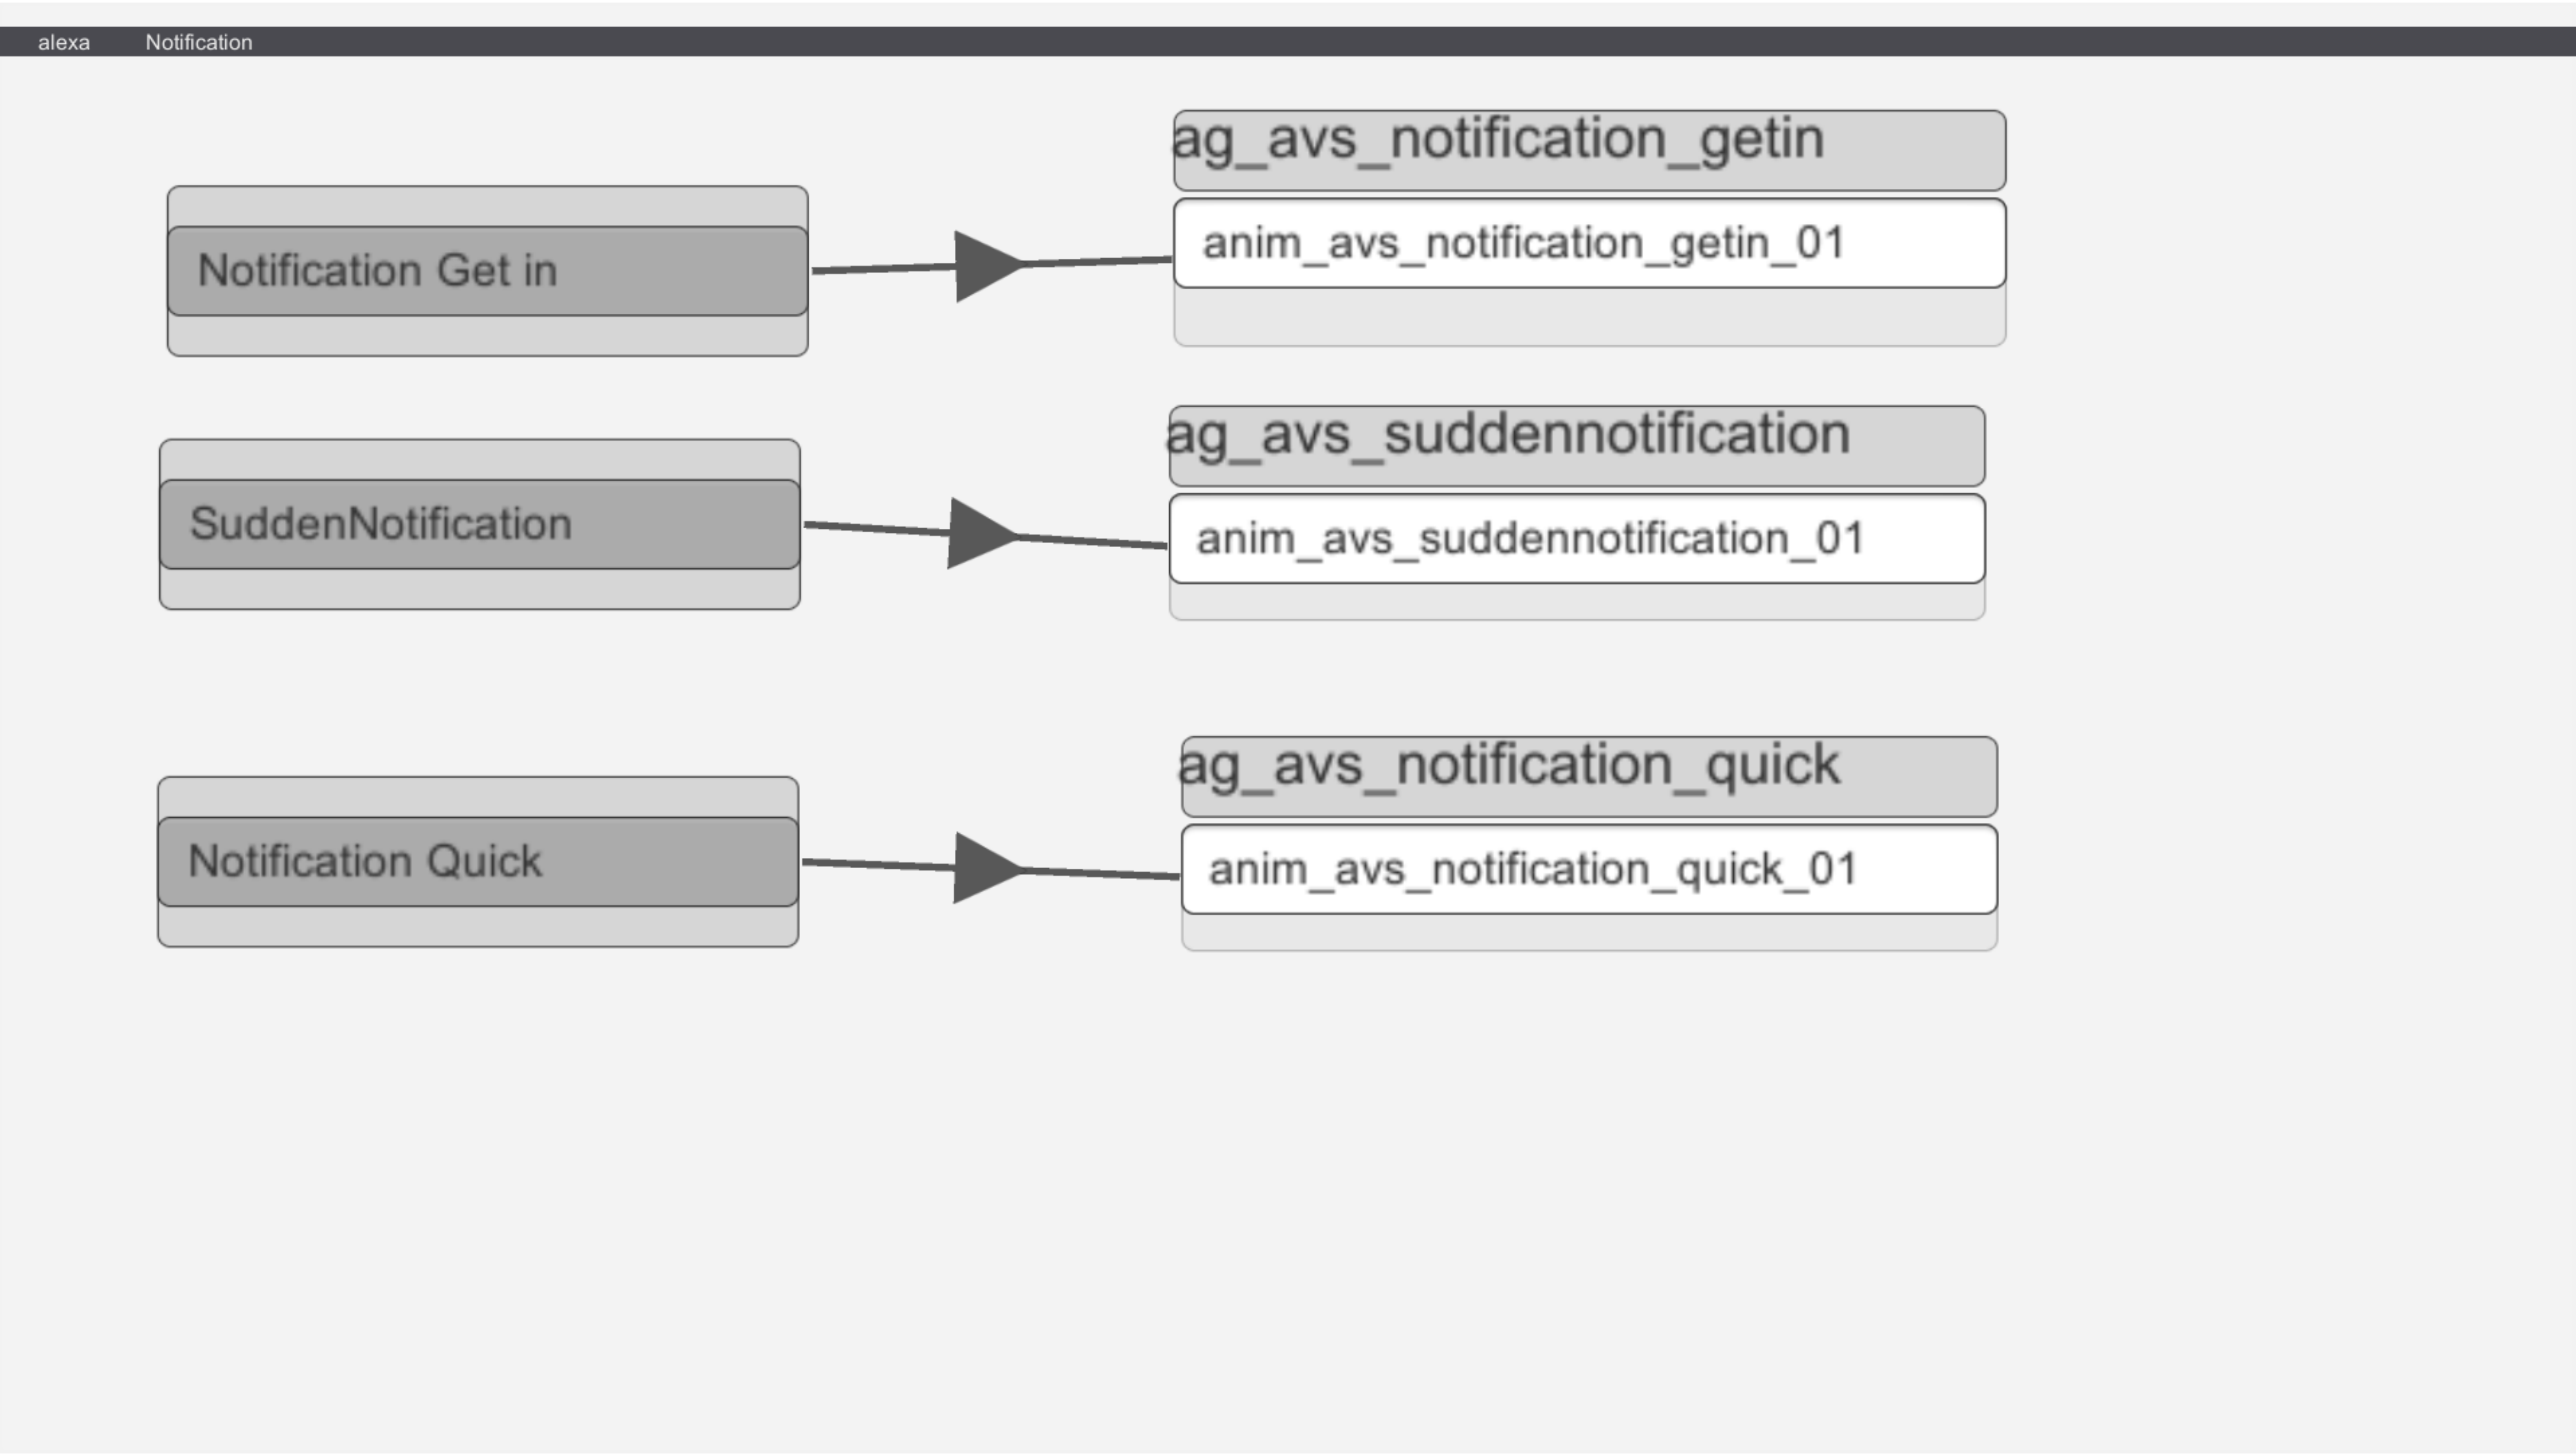 alexa Notification
ag_avs_notification_getin
Notification Get in
anim_avs_notification_getin_01
ag_avs_suddennotification
SuddenNotification
anim_avs_suddennotification_01
ag_avs_notification_quick
Notification Quick
anim_avs_notification_quick_01